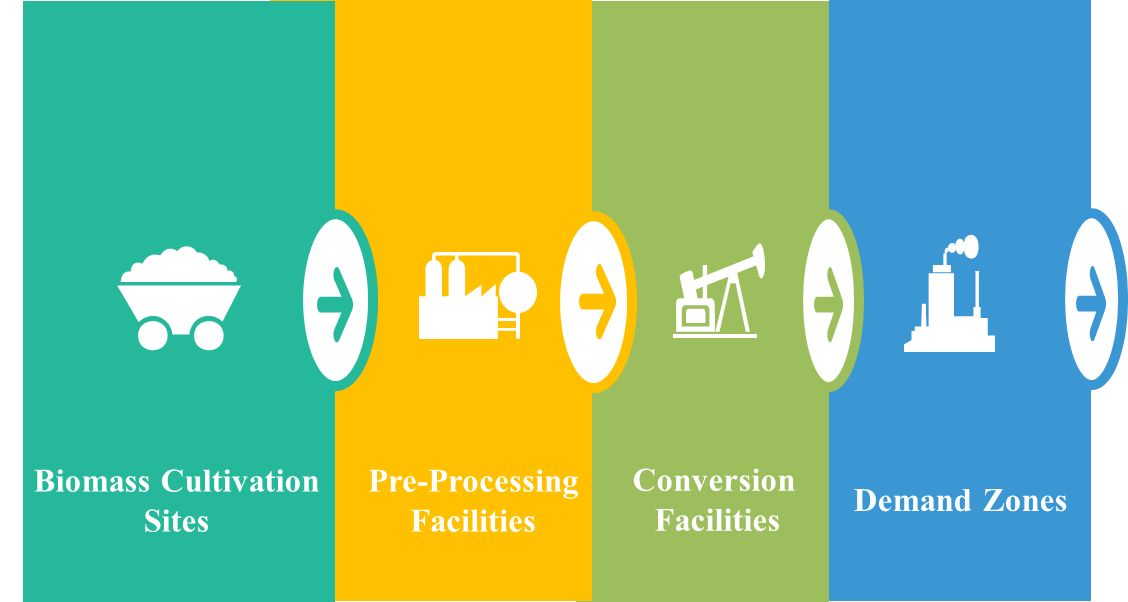 Biomass Cultivation
Sites
Pre-Processing
Facilities
Conversion
Facilities
Demand Zones